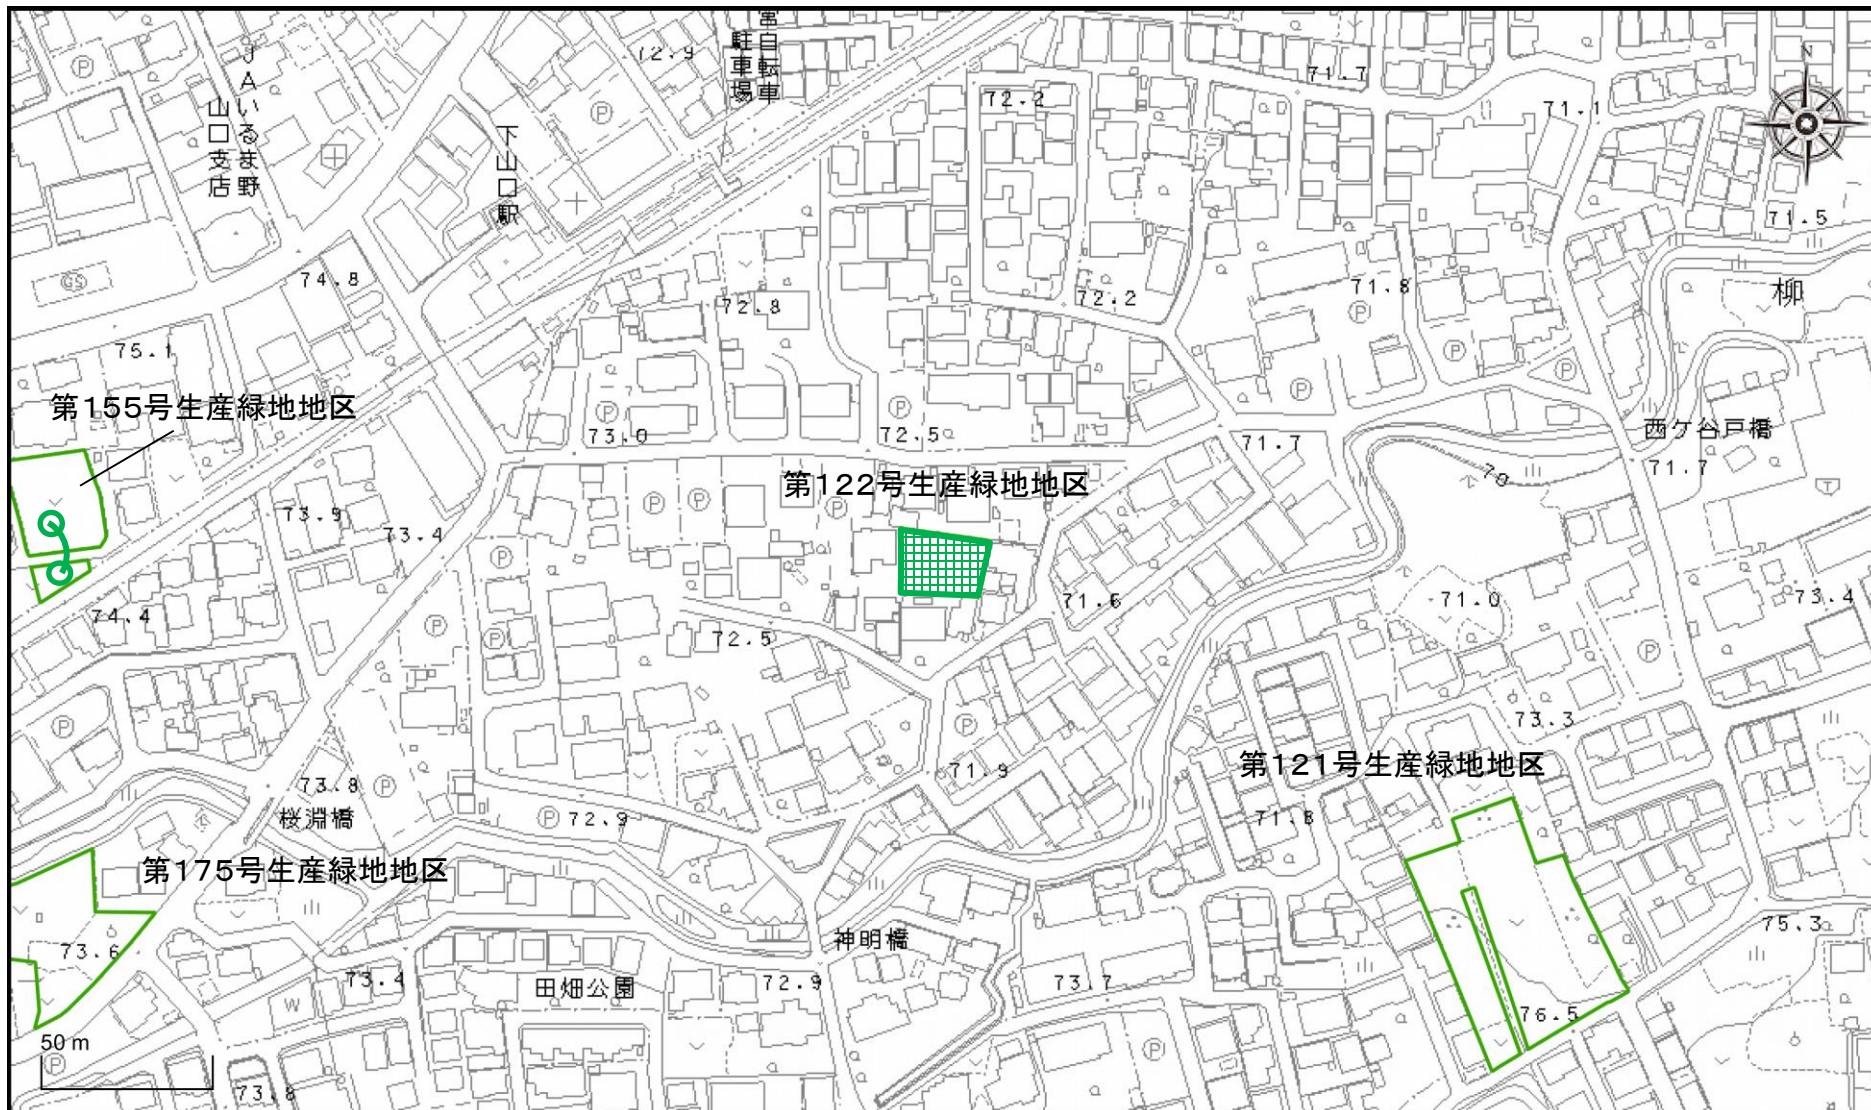 営自転車
駐車場
72.9
71.7
N
JAいるま野
山口支店
下山口駅
72.2
71.1
71.5
GS
74.8
72.8
72.2
71.8
柳
75.1
第155号生産緑地地区
73.0
72.5
71.7
西ケ谷戸橋
71.7
70
第122号生産緑地地区
73.9
73.4
74.4
72.5
71.6
71.0
73.4
73.3
71.9
第121号生産緑地地区
73.8
桜淵橋
72.9
71.8
第175号生産緑地地区
73.6
神明橋
75.3
73.4
田畑公園
72.9
73.7
W
76.5
50 m
73.8